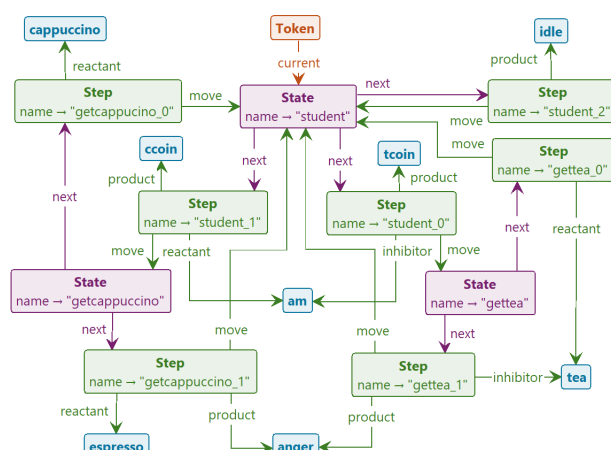 cappuccino
Token
idle
reactant
current
product
Step
name → "getcappucino_0"
move
State
name → "student"
next
Step
name → "student_2"
move
ccoin
tcoin
move
Step
name → "gettea_0"
product
next
next
product
next
Step
name → "student_1"
Step
name → "student_0"
next
reactant
move
reactant
inhibitor
move
State
name → "getcappuccino"
am
State
name → "gettea"
next
move
move
next
Step
name → "getcappuccino_1"
Step
name → "gettea_1"
inhibitor
tea
reactant
product
product
espresso
anger